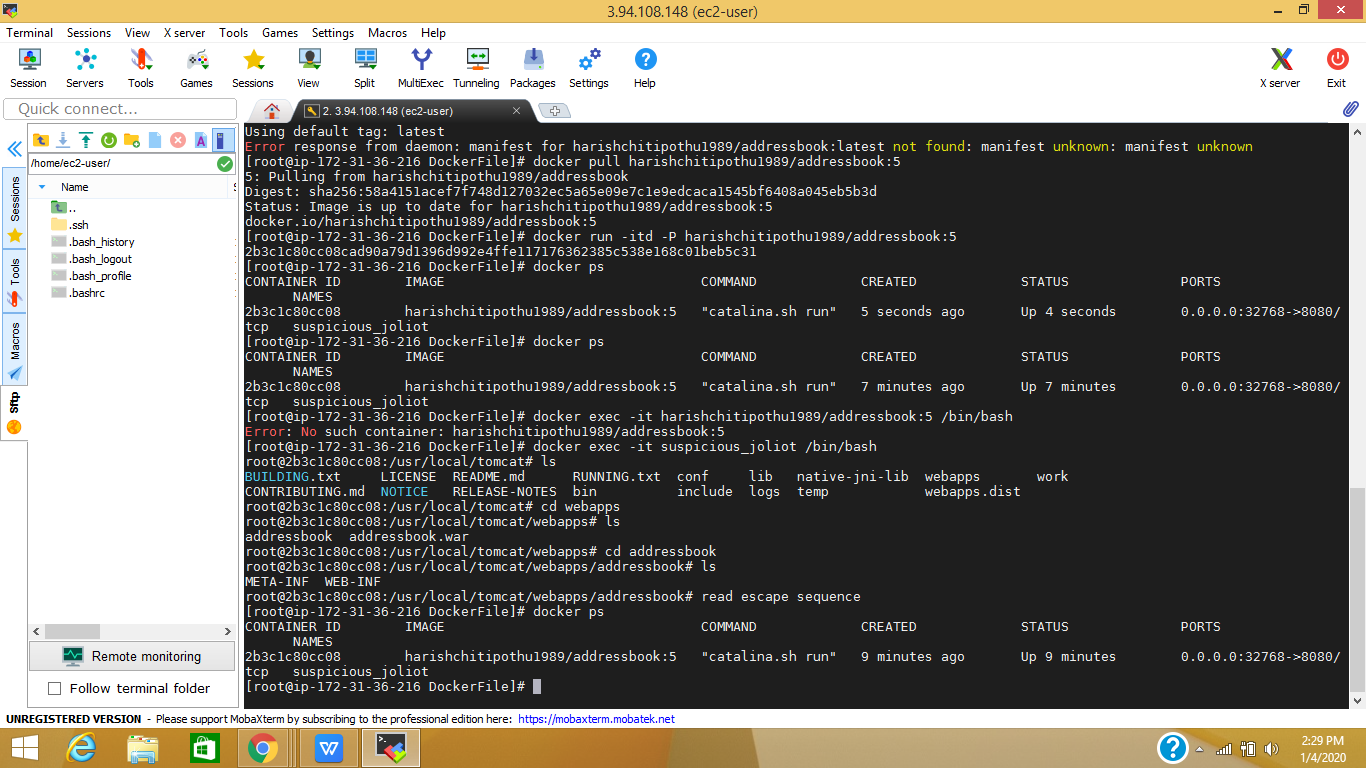 3.94.108.148 (ec2-user)
Terminal Sessions View X server Tools Games Settings Macros Help
Session Servers Tools Games Sessions View Split MultiExec Tunneling Packages Settings Help X server Exit
Quick connect...
2. 3.94.108.148 (ec2-user)
/home/ec2-user/
Name
..
.ssh
.bash_history
.bash_logout
.bash_profile
.bashrc
Sessions
Tools
Macros
Sftp
Remote monitoring
Follow terminal folder
Using default tag: latest
Error response from daemon: manifest for harishchitipothu1989/addressbook:latest not found: manifest unknown: manifest unknown
[root@ip-172-31-36-216 DockerFile]# docker pull harishchitipothu1989/addressbook:5
5: Pulling from harishchitipothu1989/addressbook
Digest: sha256:58a4151acef7f748d127032ec5a65e09e7c1e9edcaca1545bf6408a045eb5b3d
Status: Image is up to date for harishchitipothu1989/addressbook:5
docker.io/harishchitipothu1989/addressbook:5
[root@ip-172-31-36-216 DockerFile]# docker run -itd -P harishchitipothu1989/addressbook:5
2b3c1c80cc08cad90a79d1396d992e4ffe117176362385c538e168c01beb5c31
[root@ip-172-31-36-216 DockerFile]# docker ps
CONTAINER ID IMAGE COMMAND CREATED STATUS PORTS
NAMES
2b3c1c80cc08 harishchitipothu1989/addressbook:5 "catalina.sh run" 5 seconds ago Up 4 seconds 0.0.0.0:32768->8080/
tcp suspicious_joliot
[root@ip-172-31-36-216 DockerFile]# docker ps
CONTAINER ID IMAGE COMMAND CREATED STATUS PORTS
NAMES
2b3c1c80cc08 harishchitipothu1989/addressbook:5 "catalina.sh run" 7 minutes ago Up 7 minutes 0.0.0.0:32768->8080/
tcp suspicious_joliot
[root@ip-172-31-36-216 DockerFile]# docker exec -it harishchitipothu1989/addressbook:5 /bin/bash
Error: No such container: harishchitipothu1989/addressbook:5
[root@ip-172-31-36-216 DockerFile]# docker exec -it suspicious_joliot /bin/bash
root@2b3c1c80cc08:/usr/local/tomcat# ls
BUILDING.txt LICENSE README.md RUNNING.txt conf lib native-jni-lib webapps work
CONTRIBUTING.md NOTICE RELEASE-NOTES bin include logs temp webapps.dist
root@2b3c1c80cc08:/usr/local/tomcat# cd webapps
root@2b3c1c80cc08:/usr/local/tomcat/webapps# ls
addressbook addressbook.war
root@2b3c1c80cc08:/usr/local/tomcat/webapps# cd addressbook
root@2b3c1c80cc08:/usr/local/tomcat/webapps/addressbook# ls
META-INF WEB-INF
root@2b3c1c80cc08:/usr/local/tomcat/webapps/addressbook# read escape sequence
[root@ip-172-31-36-216 DockerFile]# docker ps
CONTAINER ID IMAGE COMMAND CREATED STATUS PORTS
NAMES
2b3c1c80cc08 harishchitipothu1989/addressbook:5 "catalina.sh run" 9 minutes ago Up 9 minutes 0.0.0.0:32768->8080/
tcp suspicious_joliot
[root@ip-172-31-36-216 DockerFile]#
UNREGISTERED VERSION - Please support MobaXterm by subscribing to the professional edition here: https://mobaxterm.mobatek.net
2:29 PM
1/4/2020